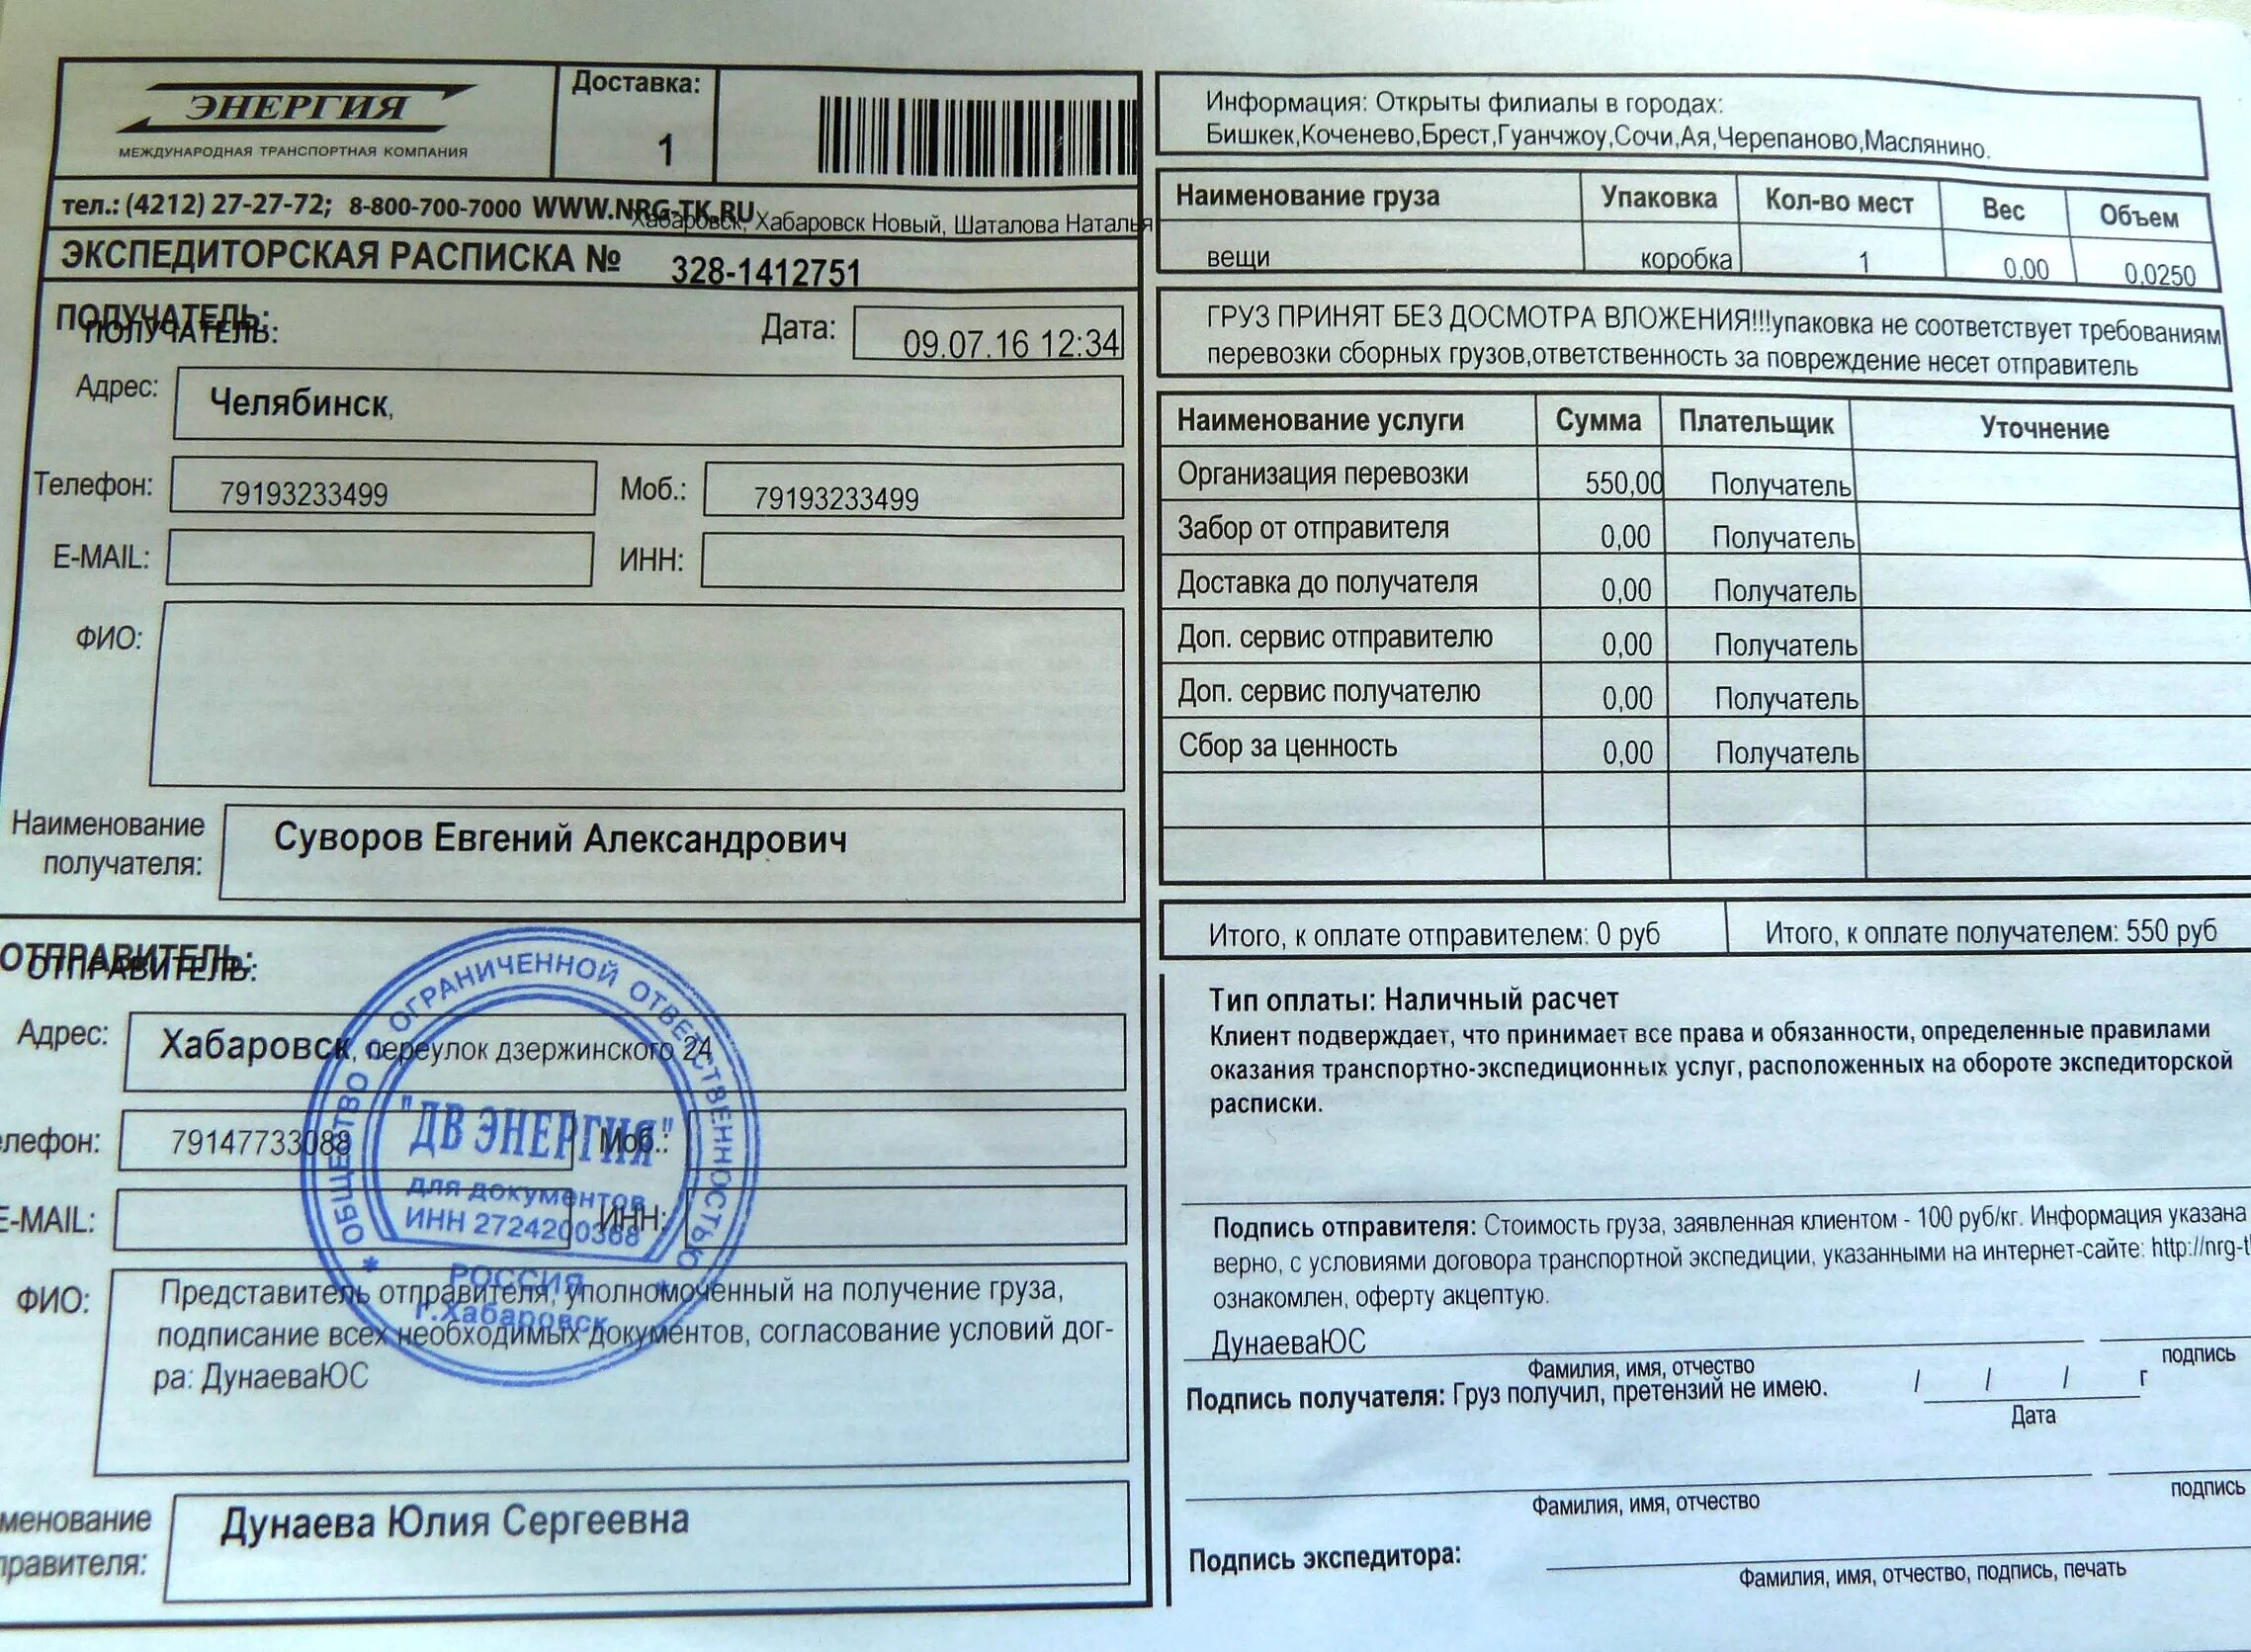 ЭНЕРГИЯ
МЕЖДУНАРОДНАЯ ТРАНСПОРТНАЯ КОМПАНИЯ
Доставка:
1
тел.: (4212) 27-27-72; 8-800-700-7000 WWW.NRG-TK.RU
Хабаровск, Хабаровск Новый, Шаталова Наталья
ЭКСПЕДИТОРСКАЯ РАСПИСКА № 328-1412751
ПОЛУЧАТЕЛЬ:
ПОЛУЧАТЕЛЬ:
Дата: 09.07.16 12:34
Адрес: Челябинск,
Телефон: 79193233499 Моб.: 79193233499
E-MAIL: ИНН:
ФИО:
Наименование
получателя:
Суворов Евгений Александрович
ОТПРАВИТЕЛЬ:
ОТПРАВИТЕЛЬ:
Адрес: Хабаровск, переулок дзержинского 24
елефон: 79147733088 Моб.:
E-MAIL: ИНН:
ФИО: Представитель отправителя, уполномоченный на получение груза,
подписание всех необходимых документов, согласование условий дог-
ра: ДунаеваЮС
менование
правителя:
Дунаева Юлия Сергеевна
ОБЩЕСТВО С ОГРАНИЧЕННОЙ ОТВЕТСТВЕННОСТЬЮ
"ДВ ЭНЕРГИЯ"
для документов
ИНН 2724200368
* РОССИЯ *
г.Хабаровск
Информация: Открыты филиалы в городах:
Бишкек,Коченево,Брест,Гуанчжоу,Сочи,Ая,Черепаново,Маслянино.
Наименование груза Упаковка Кол-во мест Вес Объем
вещи коробка 1 0,00 0,0250
ГРУЗ ПРИНЯТ БЕЗ ДОСМОТРА ВЛОЖЕНИЯ!!!упаковка не соответствует требованиям
перевозки сборных грузов,ответственность за повреждение несет отправитель
Наименование услуги Сумма Плательщик Уточнение
Организация перевозки 550,00 Получатель
Забор от отправителя 0,00 Получатель
Доставка до получателя 0,00 Получатель
Доп. сервис отправителю 0,00 Получатель
Доп. сервис получателю 0,00 Получатель
Сбор за ценность 0,00 Получатель
Итого, к оплате отправителем: 0 руб Итого, к оплате получателем: 550 руб
Тип оплаты: Наличный расчет
Клиент подтверждает, что принимает все права и обязанности, определенные правилами
оказания транспортно-экспедиционных услуг, расположенных на обороте экспедиторской
расписки.
Подпись отправителя: Стоимость груза, заявленная клиентом - 100 руб/кг. Информация указана
верно, с условиями договора транспортной экспедиции, указанными на интернет-сайте: http://nrg-t
ознакомлен, оферту акцептую.
ДунаеваЮС
Фамилия, имя, отчество подпись
Подпись получателя: Груз получил, претензий не имею. / / / г
Дата
Фамилия, имя, отчество подпись
Подпись экспедитора:
Фамилия, имя, отчество, подпись, печать